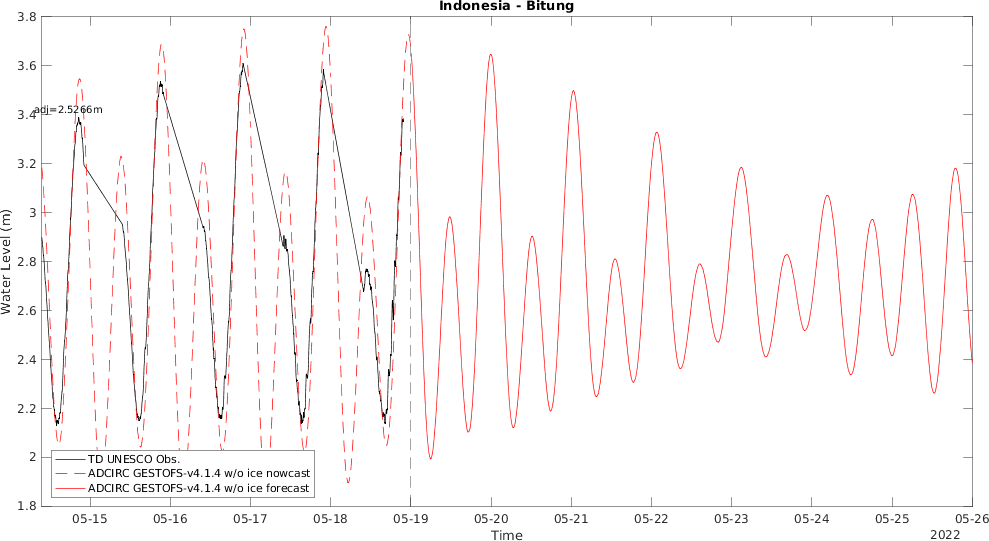 Indonesia - Bitung
3.8
3.6
3.4
adj=2.5266m
3.2
3
2.8
2.6
2.4
2.2
2
1.8
Water Level (m)
TD UNESCO Obs.
ADCIRC GESTOFS-v4.1.4 w/o ice nowcast
ADCIRC GESTOFS-v4.1.4 w/o ice forecast
05-15 05-16 05-17 05-18 05-19 05-20 05-21 05-22 05-23 05-24 05-25 05-26
Time
2022